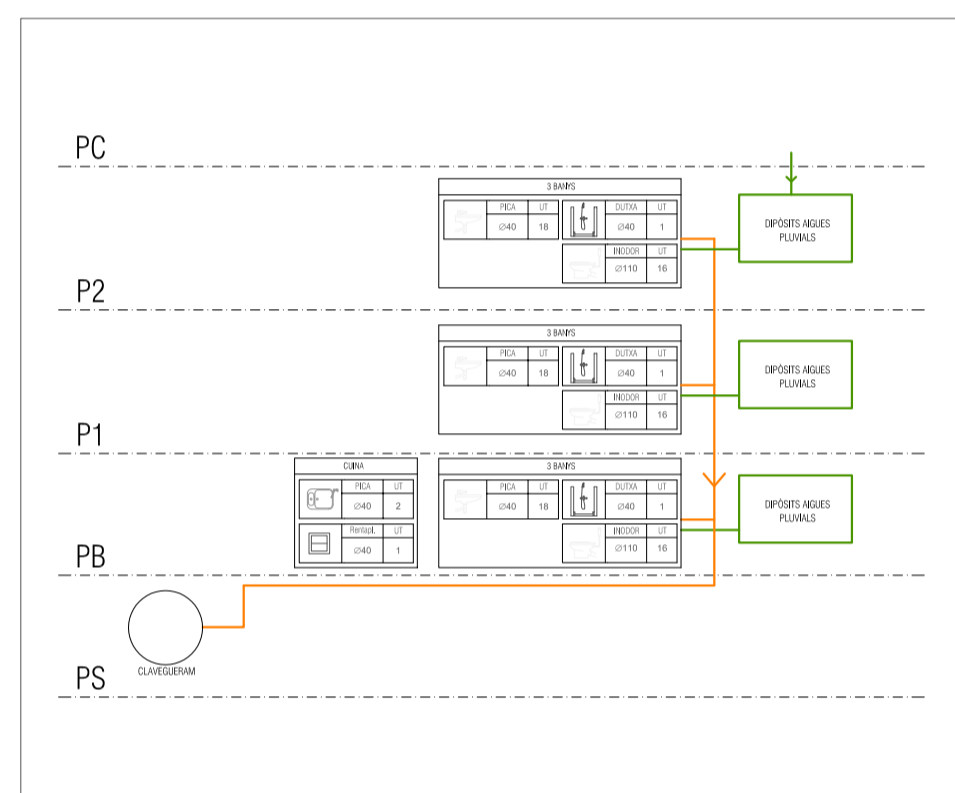 PC
3 BANYS
PICA UT DUTXA UT
Ø40 18 Ø40 1
INODOR UT
Ø110 16
DIPÒSITS AIGUES
PLUVIALS
P2
3 BANYS
PICA UT DUTXA UT
Ø40 18 Ø40 1
INODOR UT
Ø110 16
DIPÒSITS AIGUES
PLUVIALS
P1
CUINA
PICA UT
Ø40 2
Rentapl. UT
Ø40 1
3 BANYS
PICA UT DUTXA UT
Ø40 18 Ø40 1
INODOR UT
Ø110 16
DIPÒSITS AIGUES
PLUVIALS
PB
CLAVEGUERAM
PS